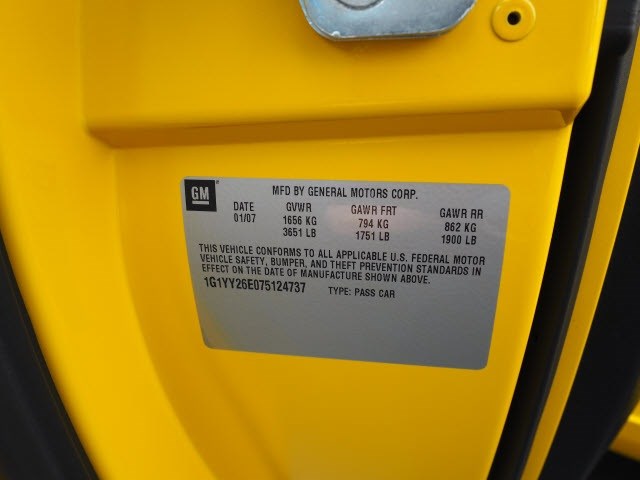 GM
MFD BY GENERAL MOTORS CORP.
DATE GVWR GAWR FRT GAWR RR
01/07 1656 KG 794 KG 862 KG
3651 LB 1751 LB 1900 LB
THIS VEHICLE CONFORMS TO ALL APPLICABLE U.S. FEDERAL MOTOR
VEHICLE SAFETY, BUMPER, AND THEFT PREVENTION STANDARDS IN
EFFECT ON THE DATE OF MANUFACTURE SHOWN ABOVE.
1G1YY26E075124737 TYPE: PASS CAR